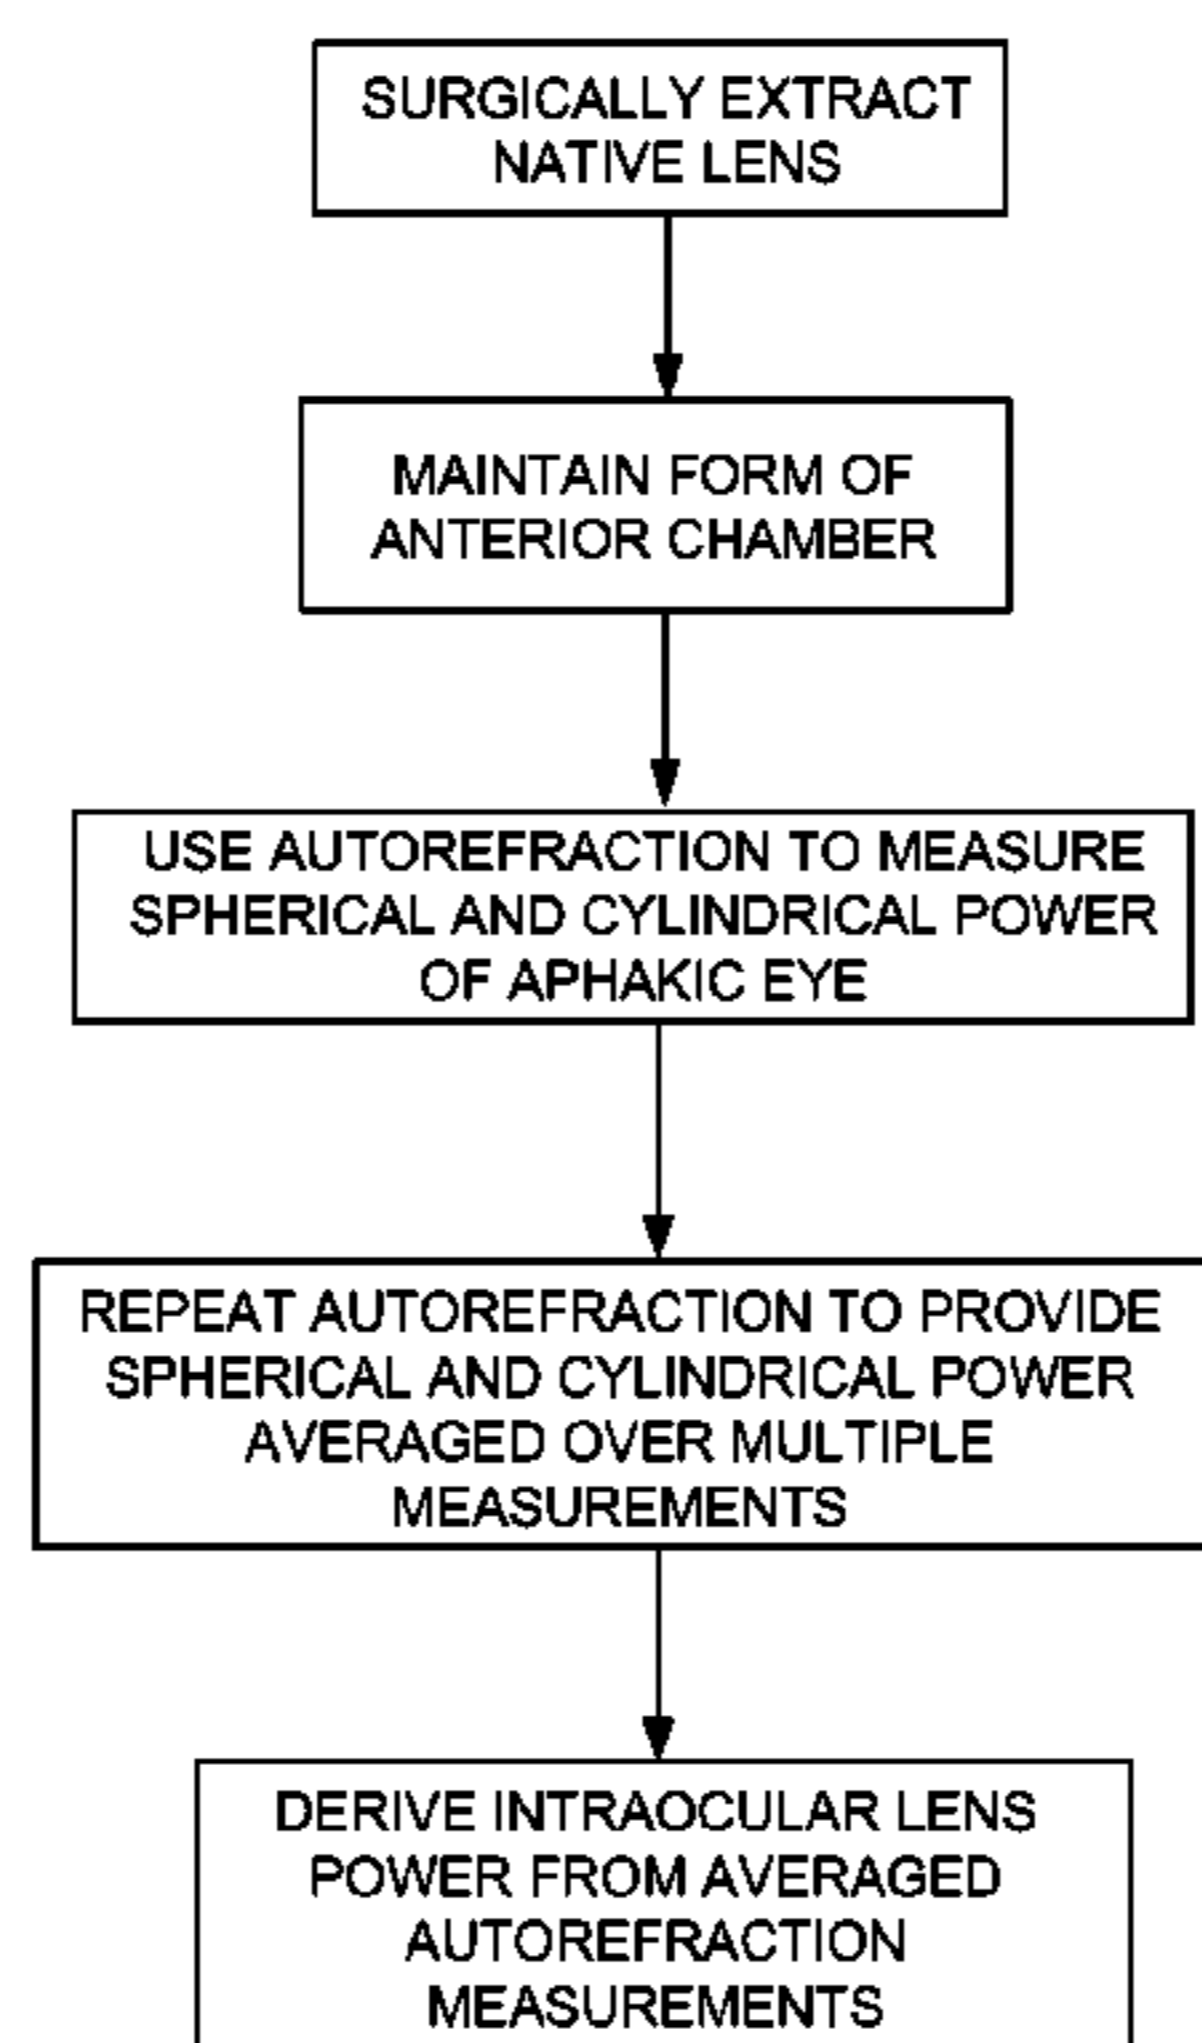 SURGICALLY EXTRACT
NATIVE LENS
MAINTAIN FORM OF
ANTERIOR CHAMBER
USE AUTOREFRACTION TO MEASURE
SPHERICAL AND CYLINDRICAL POWER
OF APHAKIC EYE
REPEAT AUTOREFRACTION TO PROVIDE
SPHERICAL AND CYLINDRICAL POWER
AVERAGED OVER MULTIPLE
MEASUREMENTS
DERIVE INTRAOCULAR LENS
POWER FROM AVERAGED
AUTOREFRACTION
MEASUREMENTS